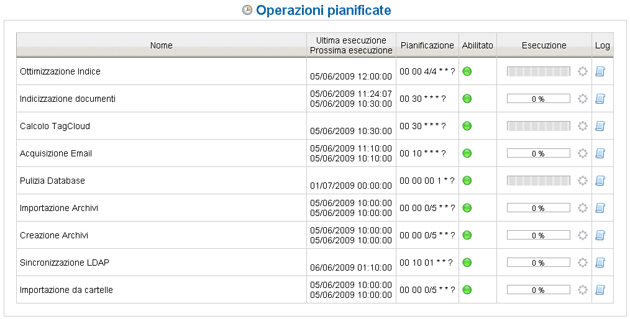 Operazioni pianificate
Nome Ultima esecuzione Prossima esecuzione Pianificazione Abilitato Esecuzione Log
Ottimizzazione Indice 05/06/2009 12:00:00 00 00 4/4 * * ?
Indicizzazione documenti 05/06/2009 11:24:07 05/06/2009 10:30:00 00 30 * * * ? 0 %
Calcolo TagCloud 05/06/2009 10:30:00 00 30 * * * ?
Acquisizione Email 05/06/2009 11:10:00 05/06/2009 10:10:00 00 10 * * * ? 0 %
Pulizia Database 01/07/2009 00:00:00 00 00 00 1 * ?
Importazione Archivi 05/06/2009 10:00:00 05/06/2009 10:00:00 00 00 0/5 * * ? 0 %
Creazione Archivi 05/06/2009 10:00:00 05/06/2009 10:00:00 00 00 0/5 * * ? 0 %
Sincronizzazione LDAP 06/06/2009 01:10:00 00 10 01 * * ? 0 %
Importazione da cartelle 05/06/2009 10:00:00 05/06/2009 10:00:00 00 00 0/5 * * ? 0 %